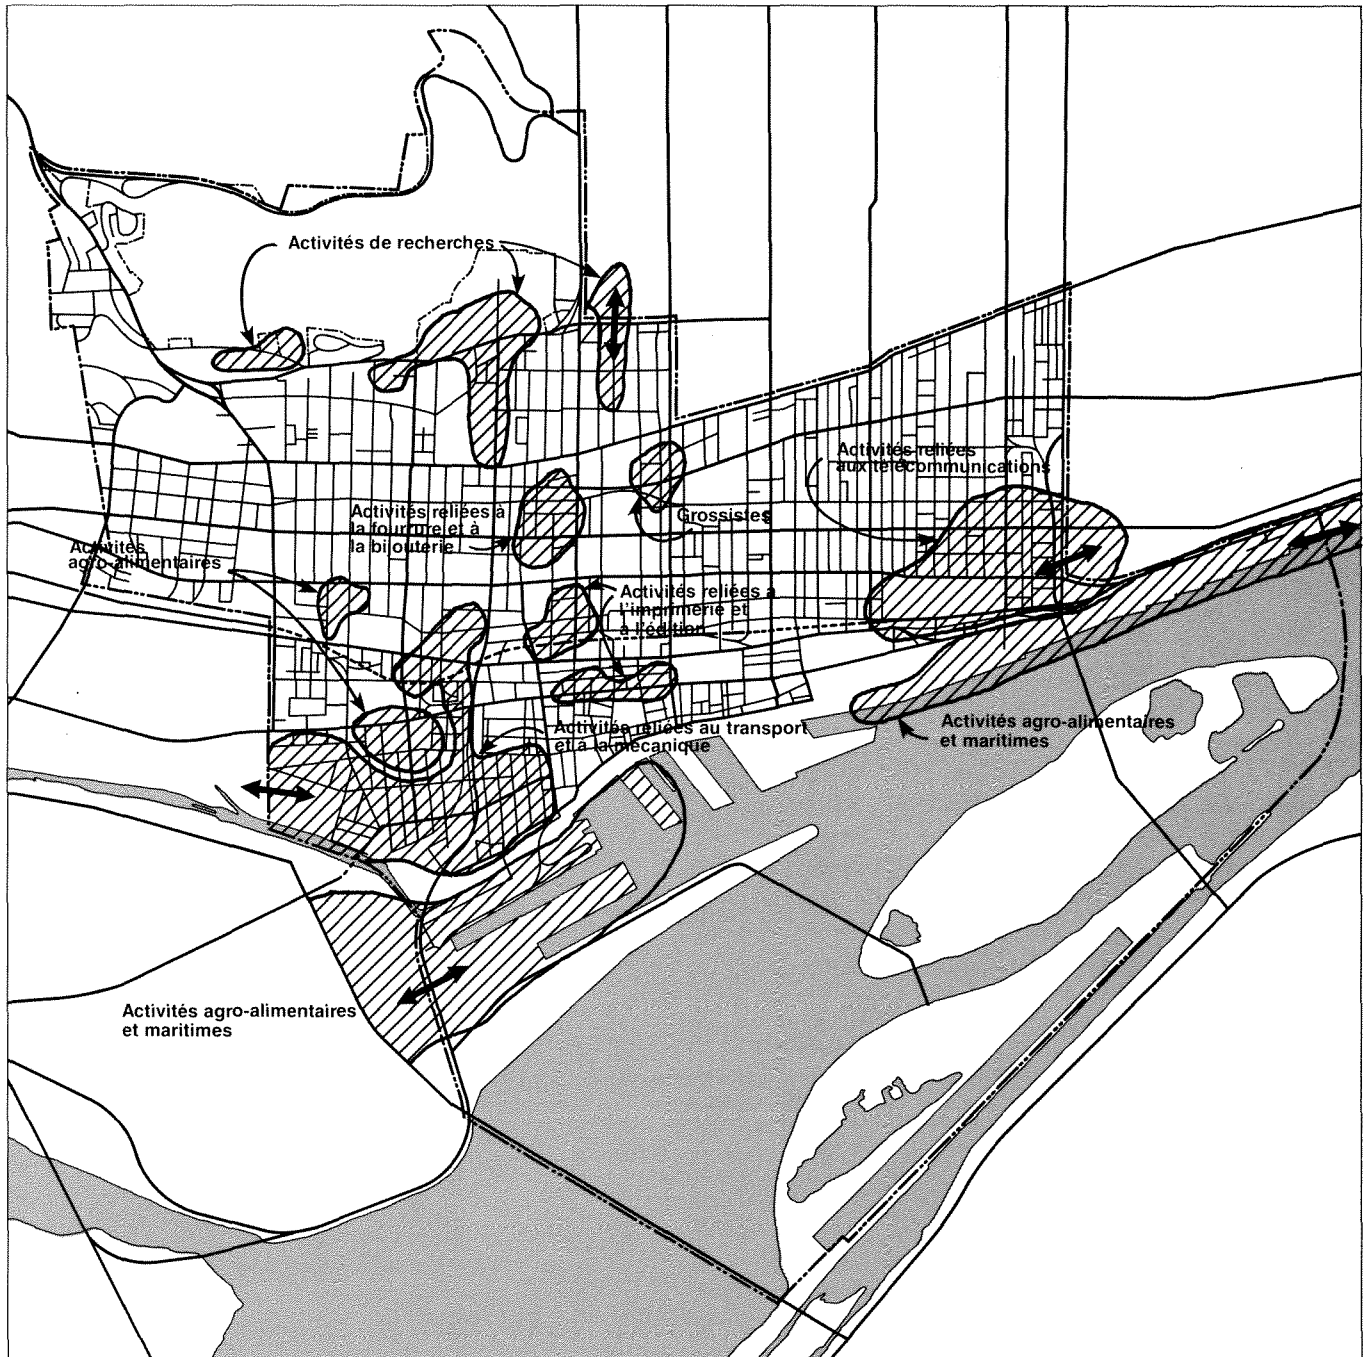 Activités de recherches
Activités reliées
aux télécommunications
Activités reliées à
la fourrure et à
la bijouterie
Grossistes
Activités
agro-alimentaires
Activités reliées à
l'imprimerie et
à l'édition
Activités reliées au transport
et à la mécanique
Activités agro-alimentaires
et maritimes
Activités agro-alimentaires
et maritimes